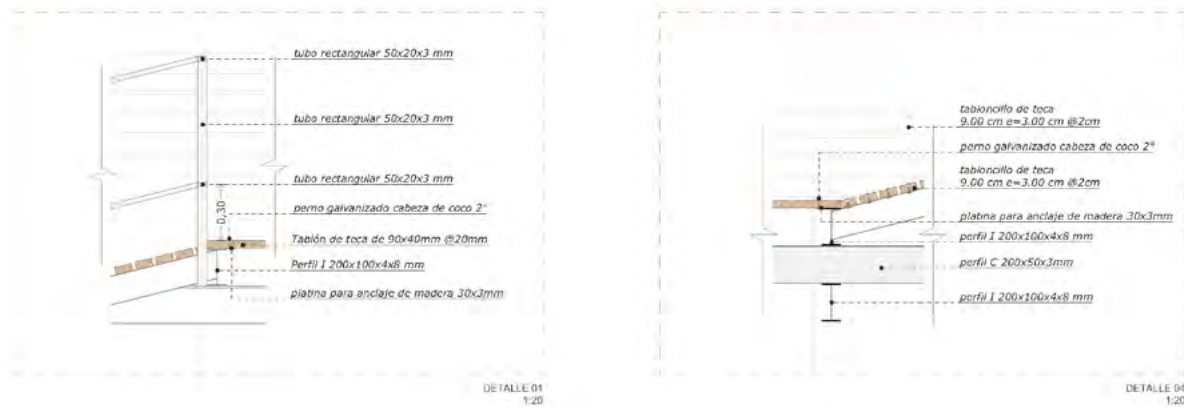 tubo rectangular 50x20x3 mm
tubo rectangular 50x20x3 mm
tubo rectangular 50x20x3 mm
0,30
perno galvanizado cabeza de coco 2"
Tablón de teca de 90x40mm @20mm
Perfil I 200x100x4x8 mm
platina para anclaje de madera 30x3mm
DETALLE 01
1:20
tabloncillo de teca
9.00 cm e=3.00 cm @2cm
perno galvanizado cabeza de coco 2"
tabloncillo de teca
9.00 cm e=3.00 cm @2cm
platina para anclaje de madera 30x3mm
perfil I 200x100x4x8 mm
perfil C 200x50x3mm
perfil I 200x100x4x8 mm
DETALLE 04
1:20